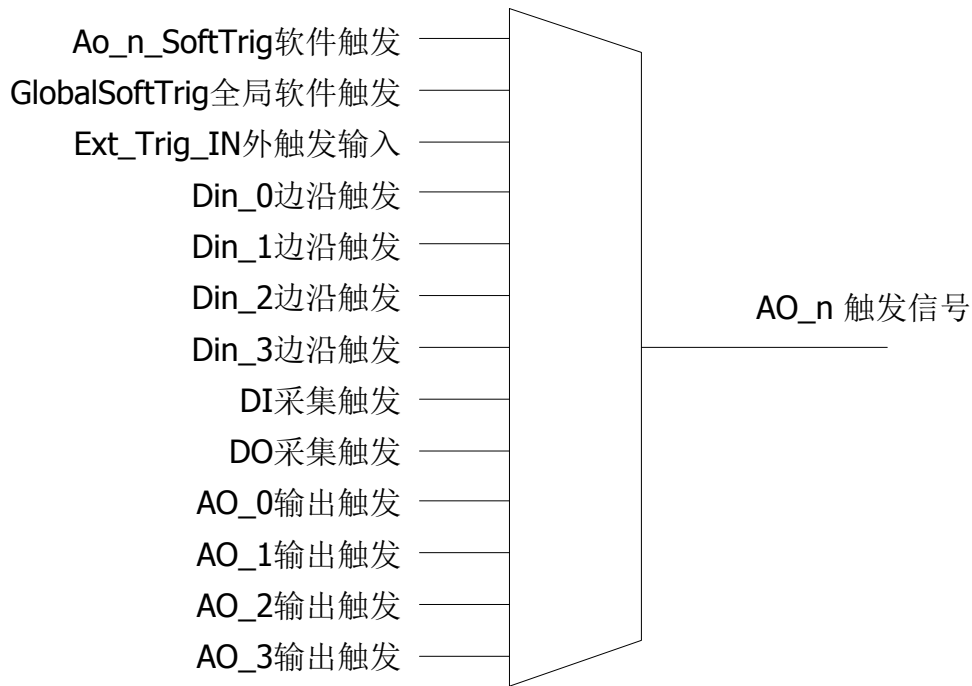 Ao_n_SoftTrig软件触发
GlobalSoftTrig全局软件触发
Ext_Trig_IN外触发输入
Din_0边沿触发
Din_1边沿触发
Din_2边沿触发
Din_3边沿触发
DI采集触发
DO采集触发
AO_0输出触发
AO_1输出触发
AO_2输出触发
AO_3输出触发
AO_n 触发信号